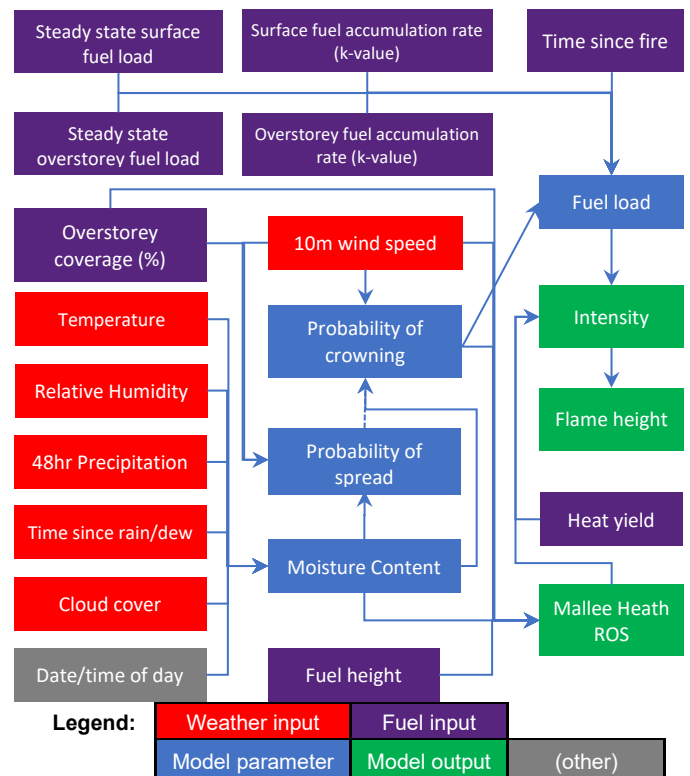 Steady state surface
fuel load
Surface fuel accumulation rate
(k-value)
Time since fire
Steady state
overstorey fuel load
Overstorey fuel accumulation
rate (k-value)
Fuel load
Overstorey
coverage (%)
10m wind speed
Temperature
Probability of
crowning
Intensity
Relative Humidity
Flame height
48hr Precipitation
Probability of
spread
Time since rain/dew
Heat yield
Moisture Content
Cloud cover
Mallee Heath
ROS
Date/time of day
Fuel height
Legend:
Weather input
Fuel input
Model parameter
Model output
(other)